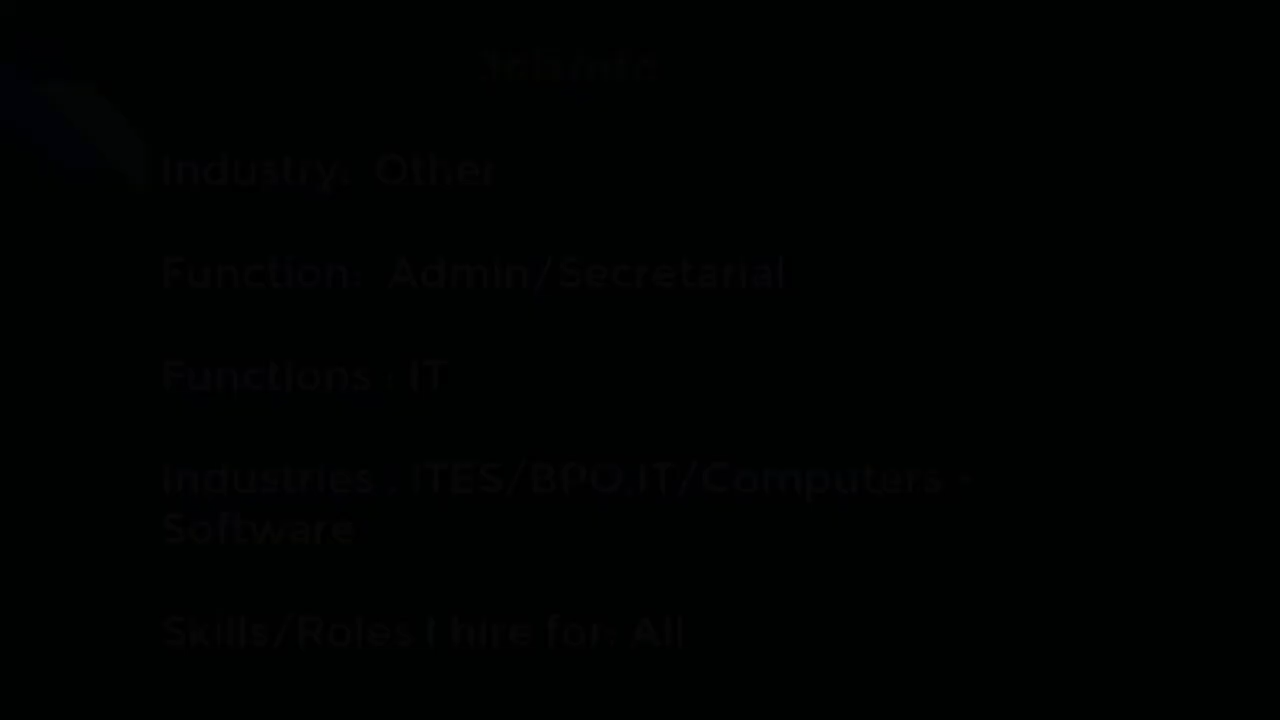 Industry: Other
Function: Admin/Secretarial
Functions : IT
Industries : ITES/BPO,IT/Computers -
Software
Skills/Roles I hire for: All